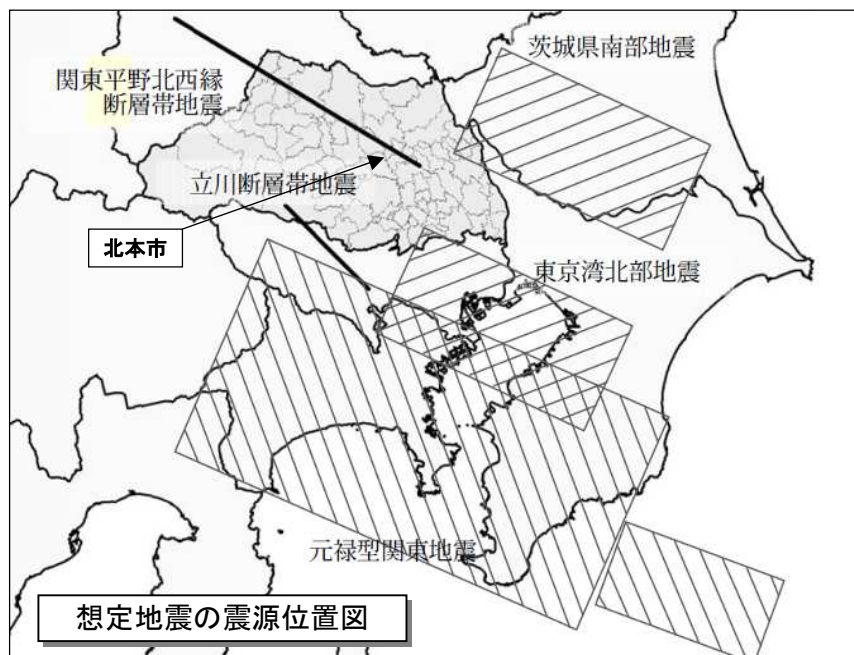 茨城県南部地震
関東平野北西縁
断層帯地震
立川断層帯地震
北本市
東京湾北部地震
元禄型関東地震
想定地震の震源位置図